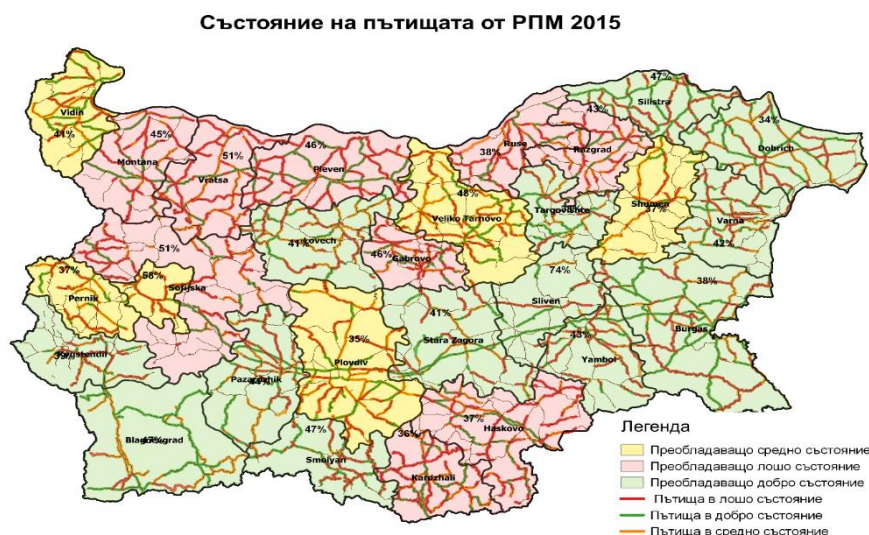 Състояние на пътищата от РПМ 2015
47%
Silistra
34%
Dobrich
Vidin
41%
45%
Montana
51%
Vratsa
46%
Pleven
43%
Razgrad
38%
Ruse
48%
Veliko Tarnovo
Targovishte
Shumen
37%
Varna
42%
41%
Lovech
46%
Gabrovo
51%
Sofijska
58%
37%
Pernik
74%
Sliven
38%
Burgas
41%
Stara Zagora
43%
Yambol
35%
Ploydiv
Kyustendil
Pazardzhik
47%
Blagoevgrad
47%
Smolyan
36%
37%
Haskovo
Kardzhali
Легенда
Преобладаващо средно състояние
Преобладаващо лошо състояние
Преобладаващо добро състояние
Пътища в лошо състояние
Пътища в добро състояние
Пътища в средно състояние